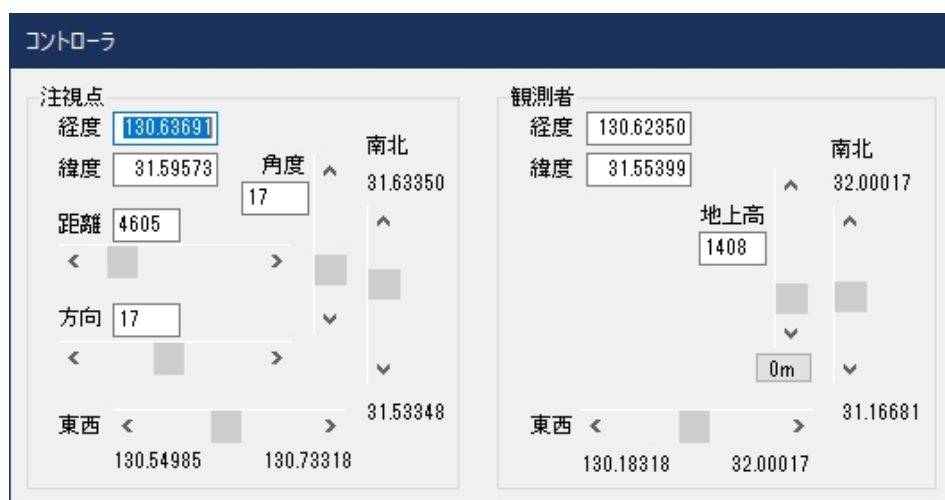 コントローラ
注視点
経度 130.63691
緯度 31.59573
角度
17
南北
31.63350
距離 4605
方向 17
31.53348
東西
130.54985 130.73318
観測者
経度 130.62350
緯度 31.55399
南北
32.00017
地上高
1408
0m
31.16681
東西
130.18318 32.00017